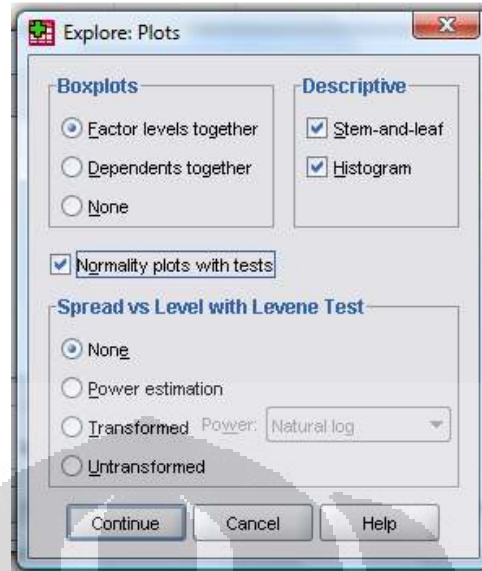 Explore: Plots
Boxplots
Factor levels together
Dependents together
None
Descriptive
Stem-and-leaf
Histogram
Normality plots with tests
Spread vs Level with Levene Test
None
Power estimation
Transformed Power: Natural log
Untransformed
Continue Cancel Help